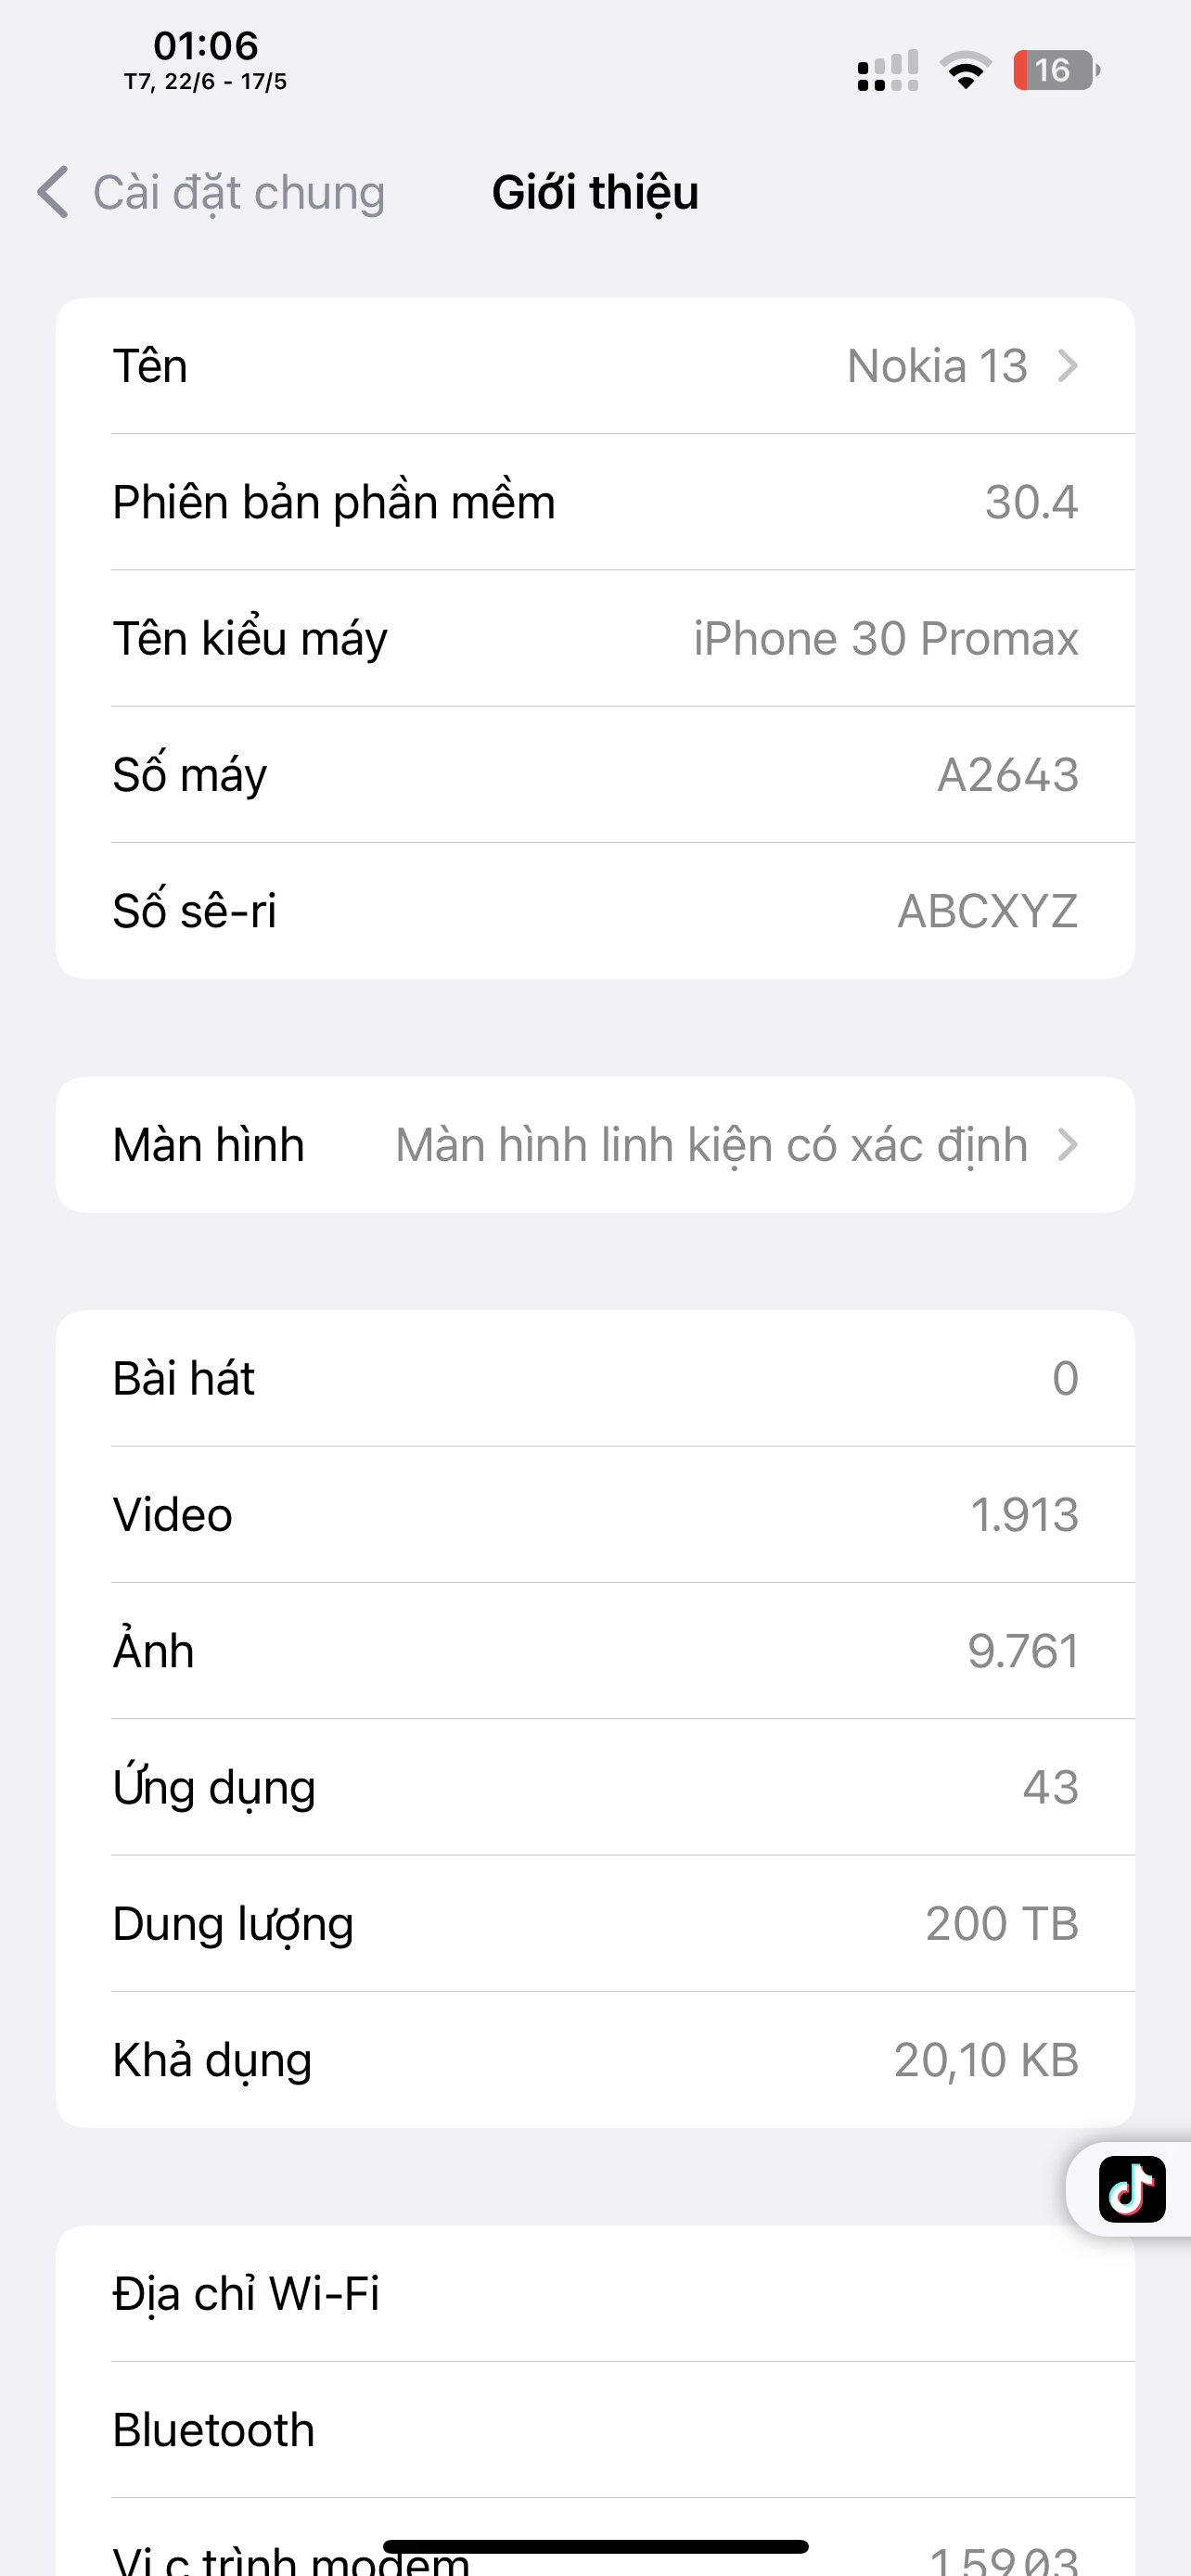 01:06
T7, 22/6 - 17/5
16
Cài đặt chung
Giới thiệu
Tên Nokia 13
Phiên bản phần mềm 30.4
Tên kiểu máy iPhone 30 Promax
Số máy A2643
Số sê-ri ABCXYZ
Màn hình Màn hình linh kiện có xác định
Bài hát 0
Video 1.913
Ảnh 9.761
Ứng dụng 43
Dung lượng 200 TB
Khả dụng 20,10 KB
Địa chỉ Wi-Fi
Bluetooth
trình modem